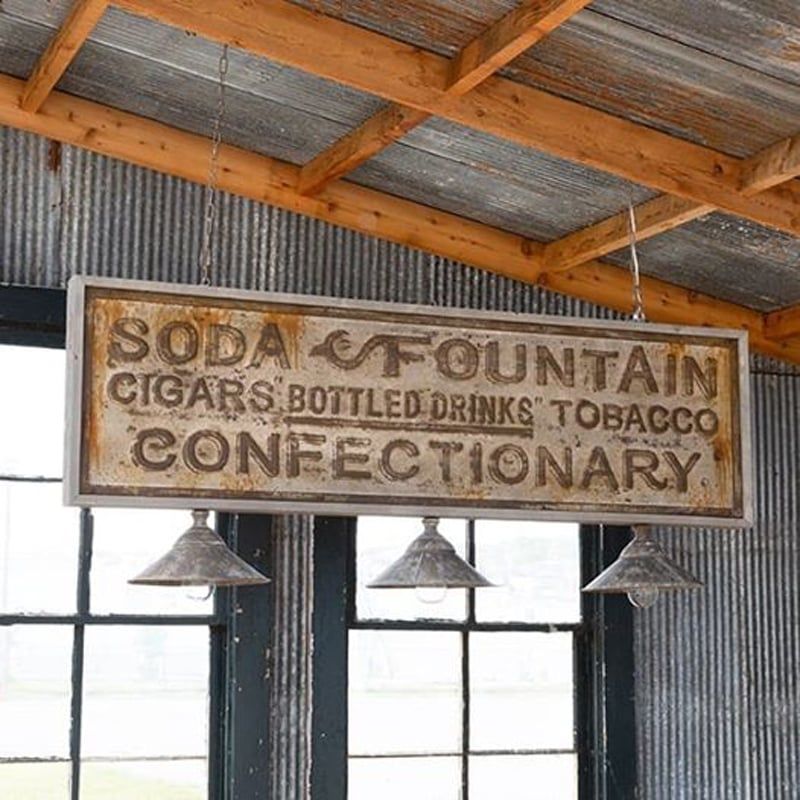 SODA FOUNTAIN
CIGARS "BOTTLED DRINKS" TOBACCO
CONFECTIONARY